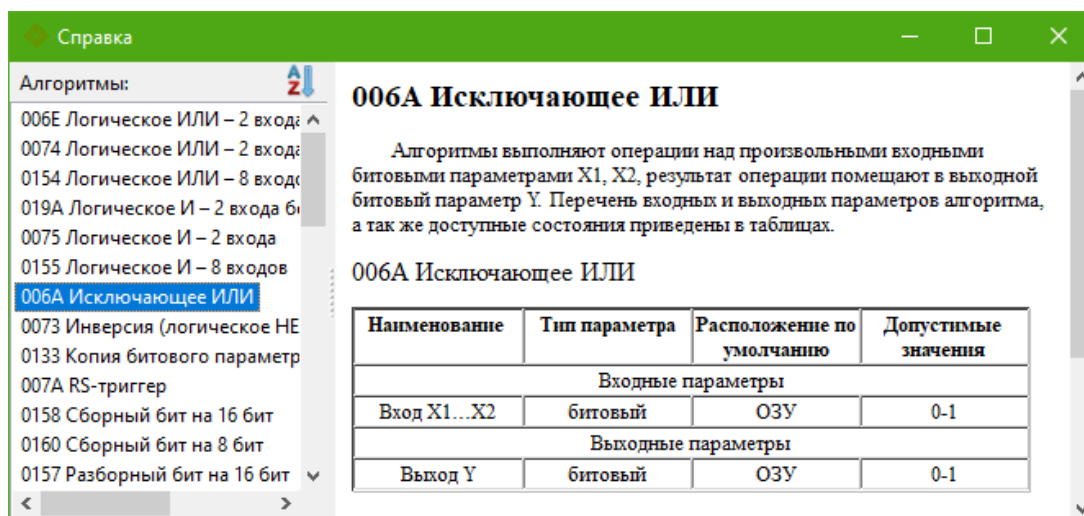 Справка
Алгоритмы:
AZ
006E Логическое ИЛИ – 2 входа
0074 Логическое ИЛИ – 2 входа
0154 Логическое ИЛИ – 8 входо
019A Логическое И – 2 входа би
0075 Логическое И – 2 входа
0155 Логическое И – 8 входов
006A Исключающее ИЛИ
0073 Инверсия (логическое НЕ
0133 Копия битового параметр
007A RS-триггер
0158 Сборный бит на 16 бит
0160 Сборный бит на 8 бит
0157 Разборный бит на 16 бит
006A Исключающее ИЛИ
Алгоритмы выполняют операции над произвольными входными
битовыми параметрами X1, X2, результат операции помещают в выходной
битовый параметр Y. Перечень входных и выходных параметров алгоритма,
а так же доступные состояния приведены в таблицах.
006A Исключающее ИЛИ
Наименование Тип параметра Расположение по умолчанию Допустимые значения
Входные параметры
Вход X1…X2 битовый ОЗУ 0-1
Выходные параметры
Выход Y битовый ОЗУ 0-1